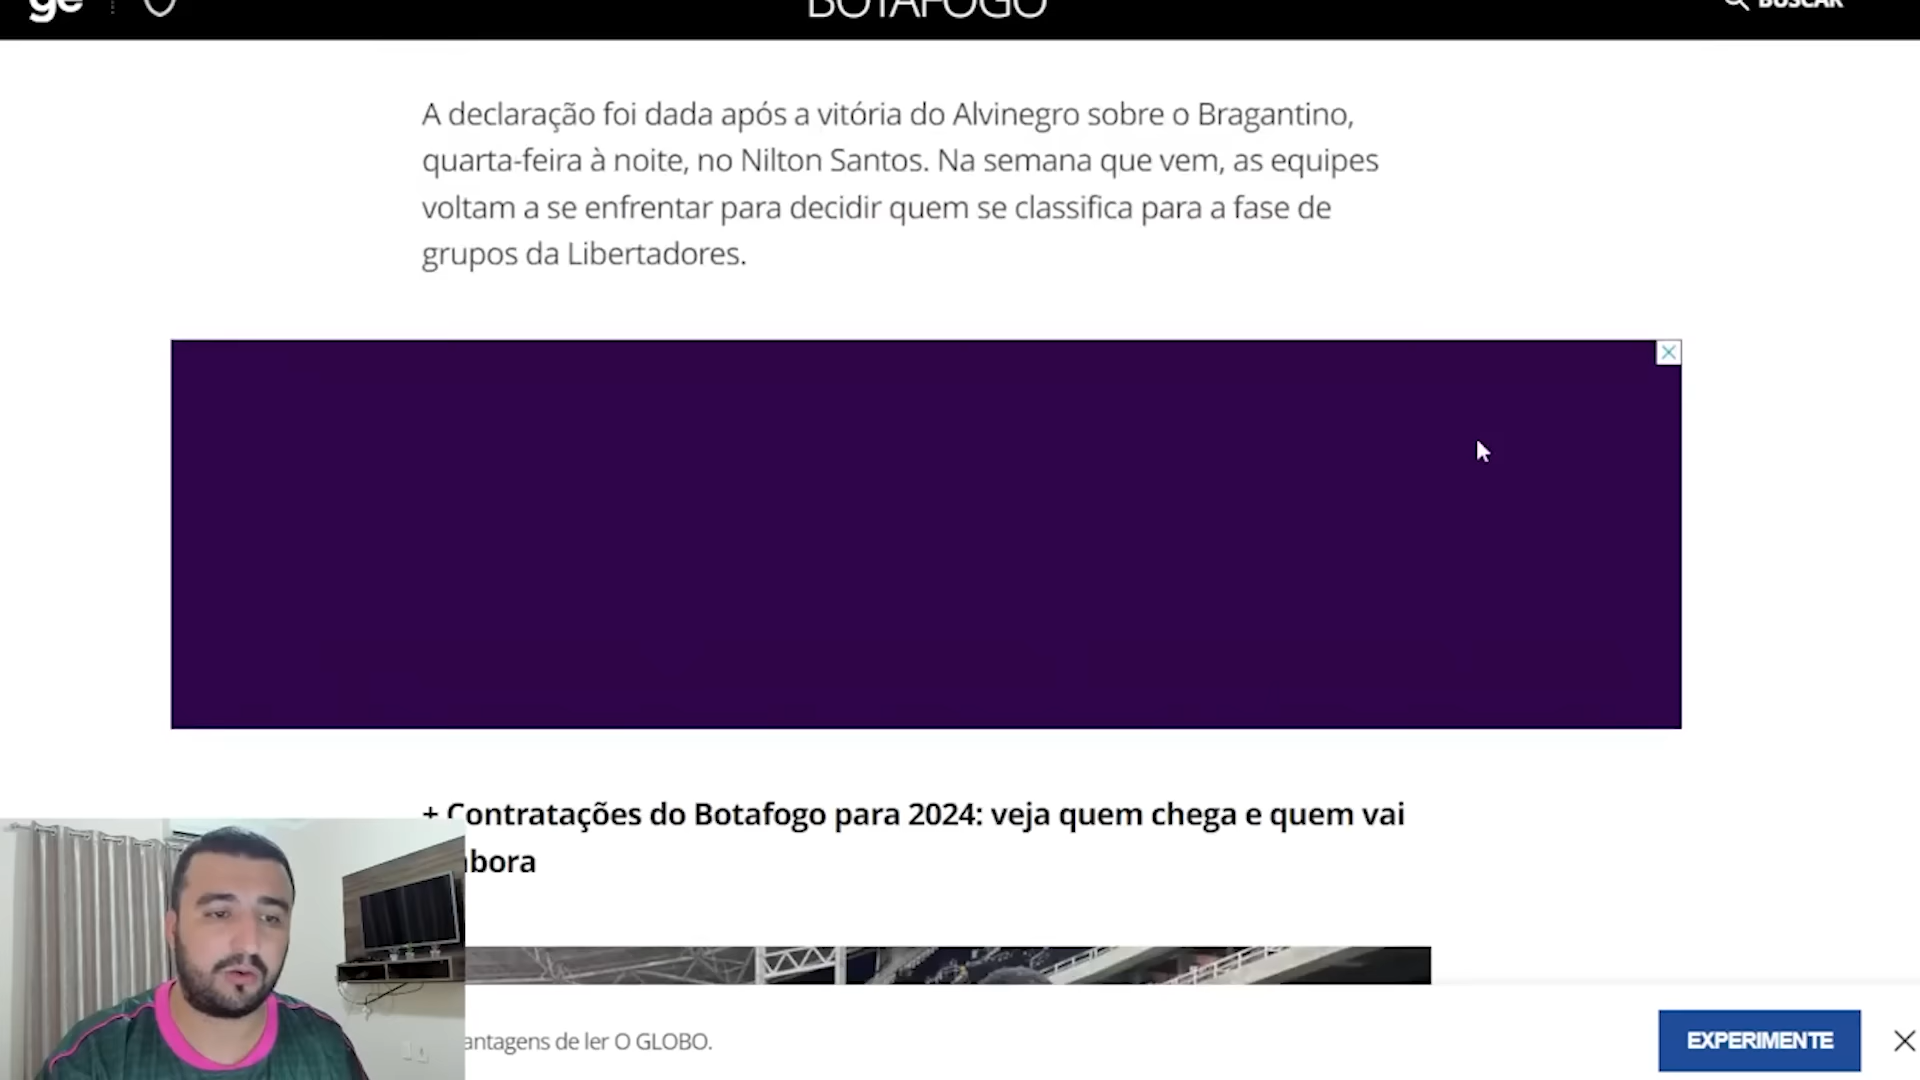 ge
BOTAFOGO
BUSCAR
A declaração foi dada após a vitória do Alvinegro sobre o Bragantino,
quarta-feira à noite, no Nilton Santos. Na semana que vem, as equipes
voltam a se enfrentar para decidir quem se classifica para a fase de
grupos da Libertadores.
+ Contratações do Botafogo para 2024: veja quem chega e quem vai
bora
antagens de ler O GLOBO.
EXPERIMENTE